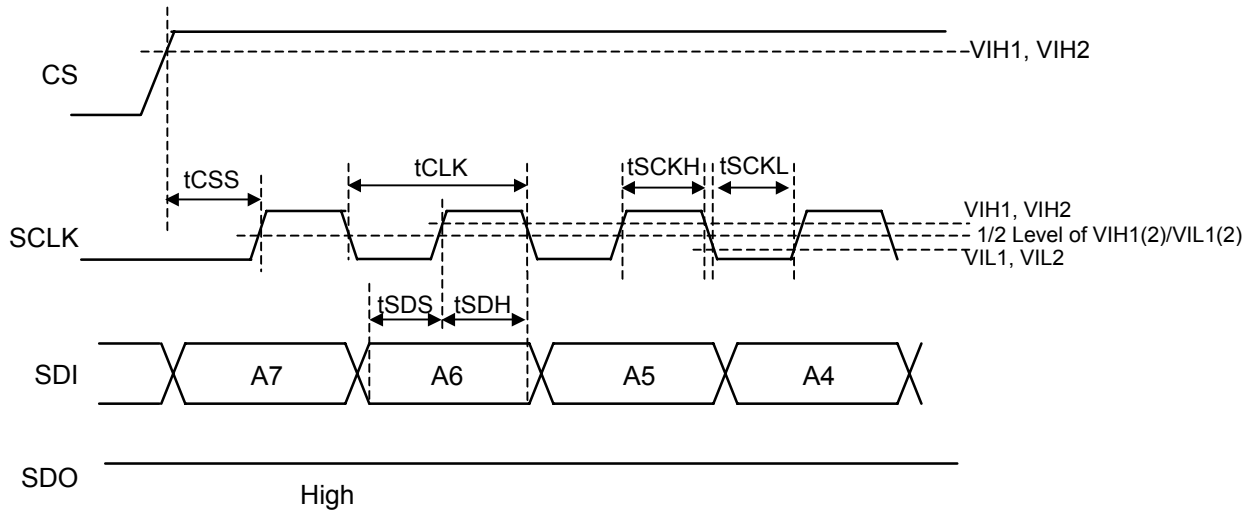 CS
VIH1, VIH2
tCSS
tCLK
tSCKH
tSCKL
SCLK
VIH1, VIH2
1/2 Level of VIH1(2)/VIL1(2)
VIL1, VIL2
tSDS
tSDH
SDI
A7
A6
A5
A4
SDO
High